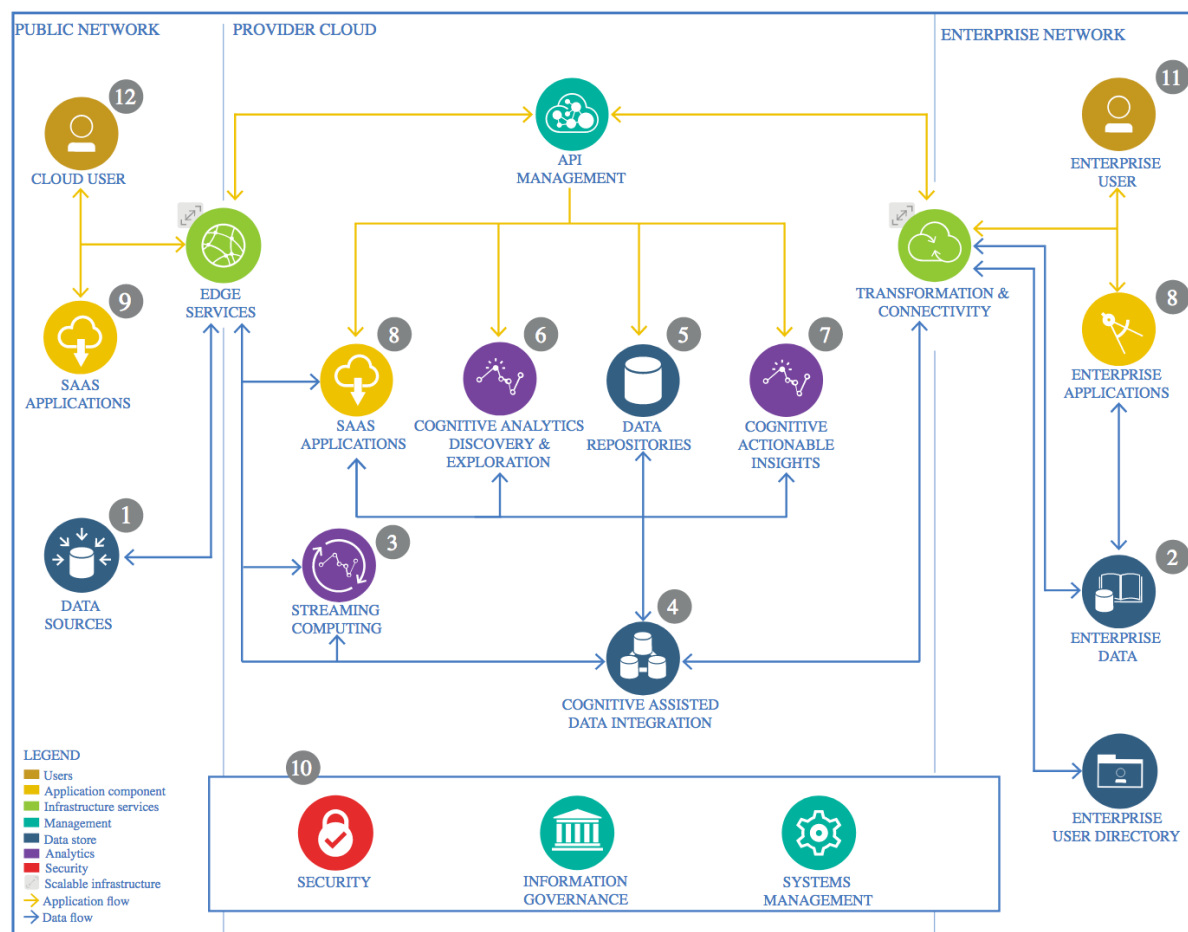 PUBLIC NETWORK
PROVIDER CLOUD
ENTERPRISE NETWORK
12
CLOUD USER
API
MANAGEMENT
11
ENTERPRISE
USER
EDGE
SERVICES
TRANSFORMATION &
CONNECTIVITY
9
SAAS
APPLICATIONS
8
SAAS
APPLICATIONS
6
COGNITIVE ANALYTICS
DISCOVERY &
EXPLORATION
5
DATA
REPOSITORIES
7
COGNITIVE
ACTIONABLE
INSIGHTS
8
ENTERPRISE
APPLICATIONS
1
DATA
SOURCES
3
STREAMING
COMPUTING
4
COGNITIVE ASSISTED
DATA INTEGRATION
2
ENTERPRISE
DATA
ENTERPRISE
USER DIRECTORY
LEGEND
Users
Application component
Infrastructure services
Management
Data store
Analytics
Security
Scalable infrastructure
Application flow
Data flow
10
SECURITY
INFORMATION
GOVERNANCE
SYSTEMS
MANAGEMENT